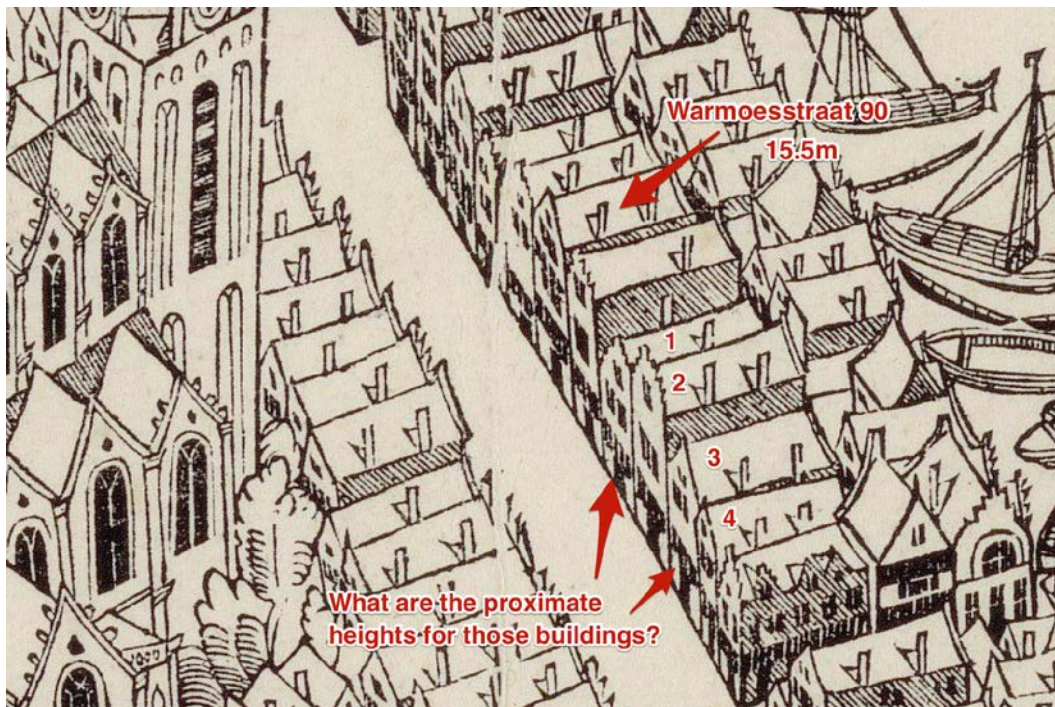 Warmoesstraat 90
15.5m
1
2
3
4
What are the proximate
heights for those buildings?